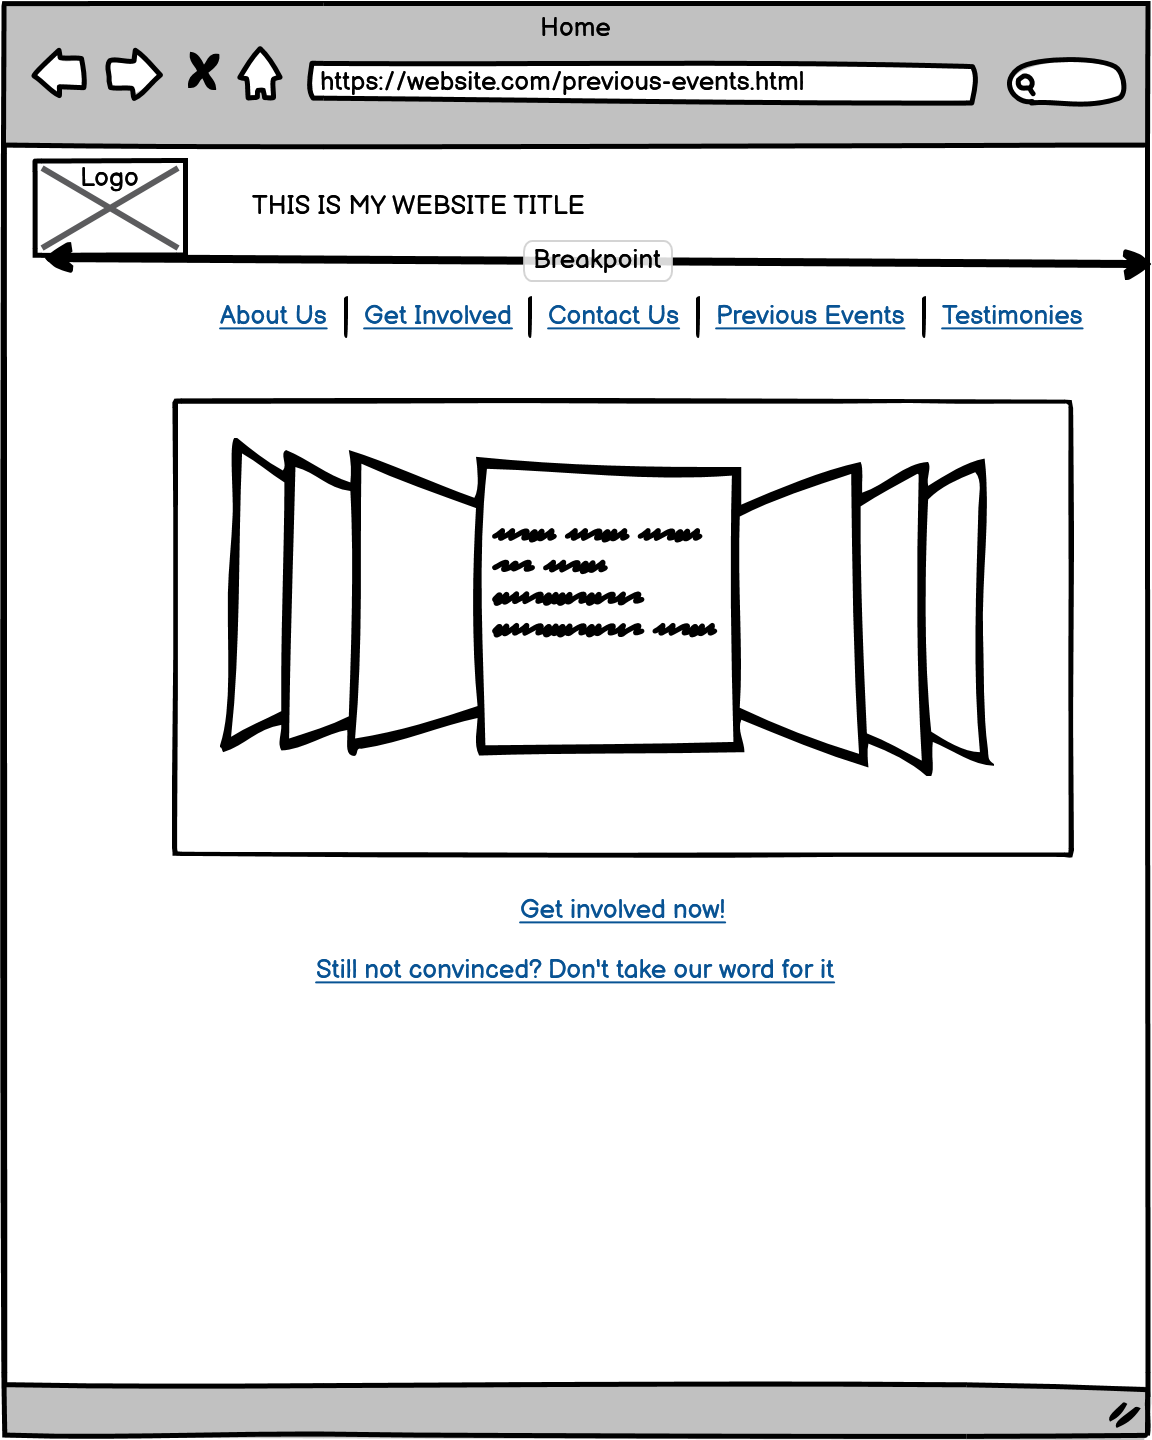 Home
https://website.com/previous-events.html
Logo
THIS IS MY WEBSITE TITLE
Breakpoint
About Us Get Involved Contact Us Previous Events Testimonies
Get involved now!
Still not convinced? Don't take our word for it